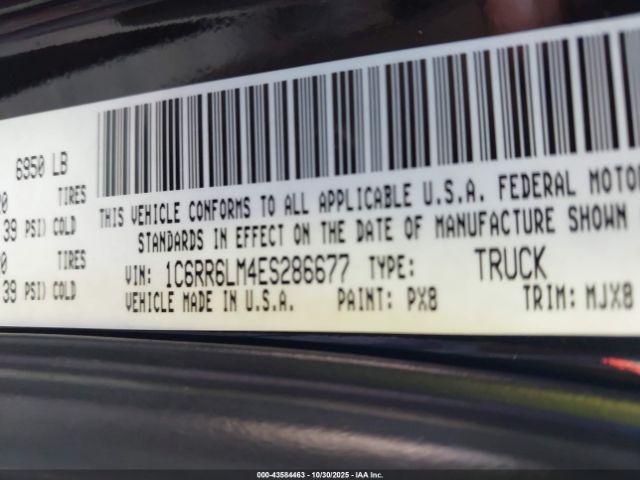 6950 LB
TIRES
39 PSI) COLD
TIRES
39 PSI) COLD
THIS VEHICLE CONFORMS TO ALL APPLICABLE U.S.A. FEDERAL MOTO
STANDARDS IN EFFECT ON THE DATE OF MANUFACTURE SHOWN
VIN: 1C6RR6LM4ES286677 TYPE: TRUCK
VEHICLE MADE IN U.S.A. PAINT: PX8 TRIM: MJX8
000-43584463 | 10/30/2025 - IAA Inc.